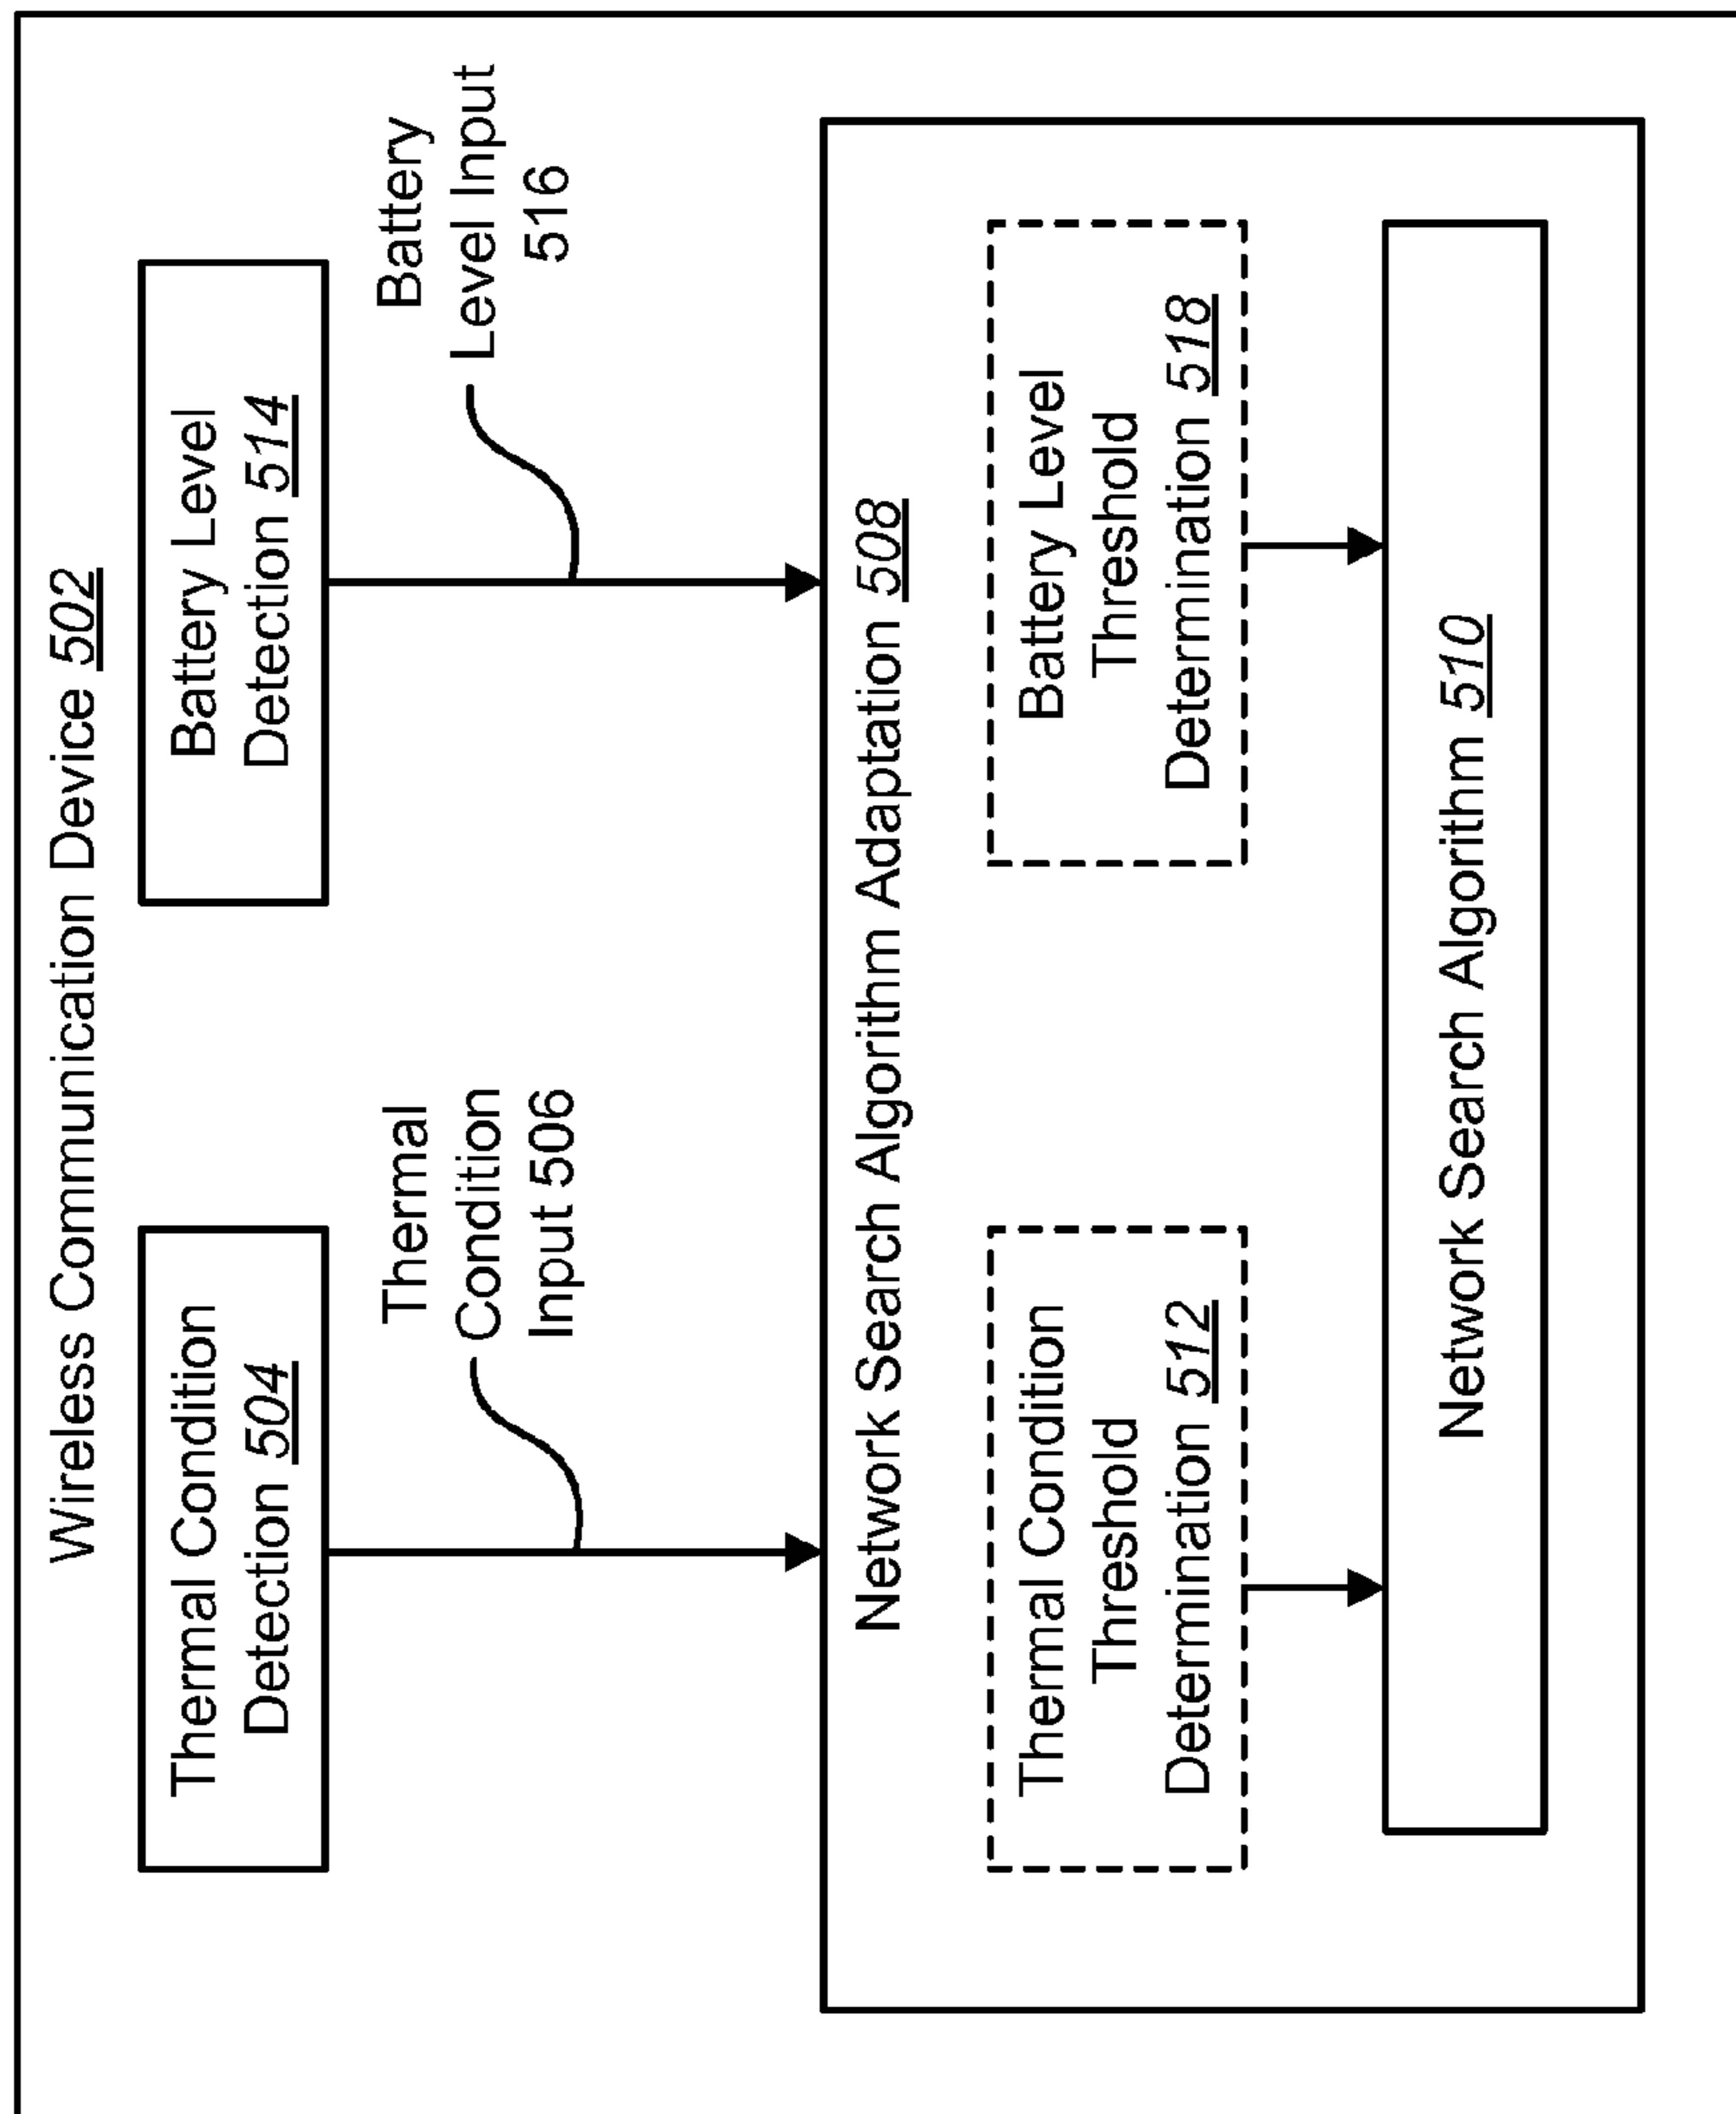 Wireless Communication Device 502
Thermal Condition
Detection 504
Battery Level
Detection 514
Thermal
Condition
Input 506
Battery
Level Input
516
Network Search Algorithm Adaptation 508
Thermal Condition
Threshold
Determination 512
Battery Level
Threshold
Determination 518
Network Search Algorithm 510